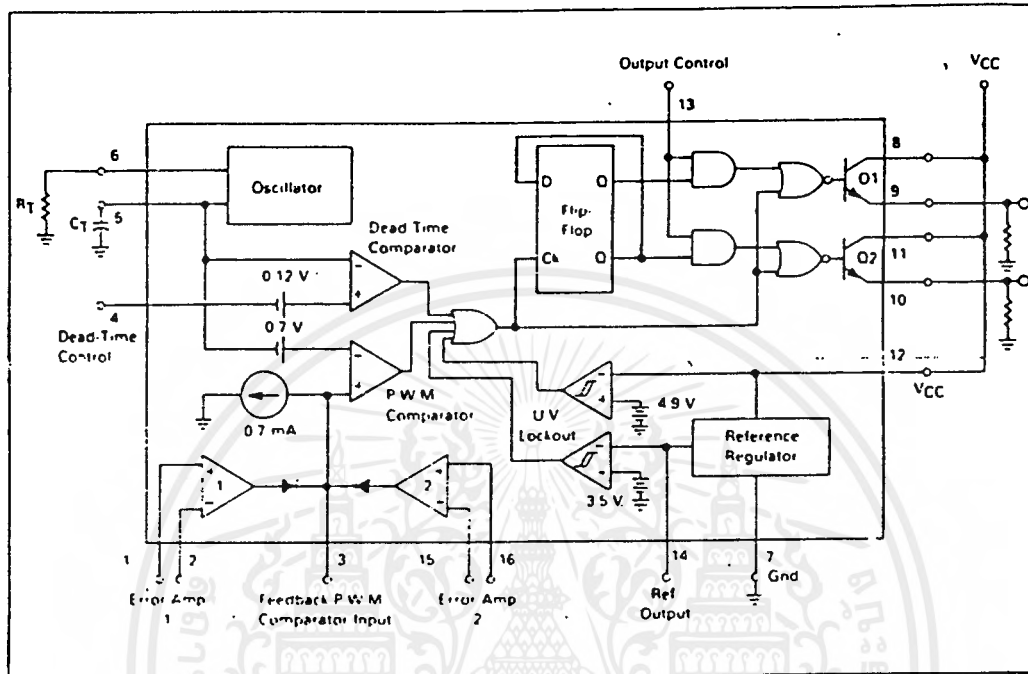 Output Control
VCC
13
6
RT
Oscillator
CT
5
D
Q
Flip-
Flop
Ck
Q
8
Q1
9
11
Q2
10
Dead Time
Comparator
0.12 V
4
Dead-Time
Control
0.7 V
P.W.M.
Comparator
0.7 mA
12
VCC
4.9 V
U V
Lockout
Reference
Regulator
3.5 V.
1
2
1
2
3
15
16
14
7
Gnd
Error Amp
1
Feedback P.W.M.
Comparator Input
Error Amp
2
Ref
Output